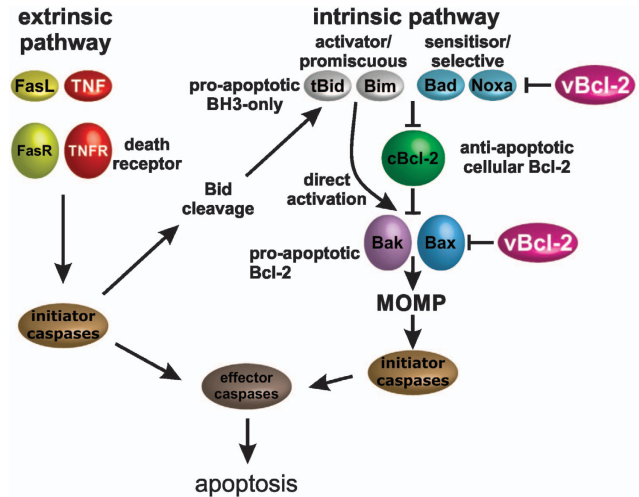 extrinsic
pathway
FasL
TNF
FasR
TNFR
death
receptor
intrinsic pathway
activator/
promiscuous
sensitisor/
selective
pro-apoptotic
BH3-only
tBid
Bim
Bad
Noxa
vBcl-2
cBcl-2
anti-apoptotic
cellular Bcl-2
Bid
cleavage
direct
activation
pro-apoptotic
Bcl-2
Bak
Bax
vBcl-2
MOMP
initiator
caspases
initiator
caspases
effector
caspases
apoptosis